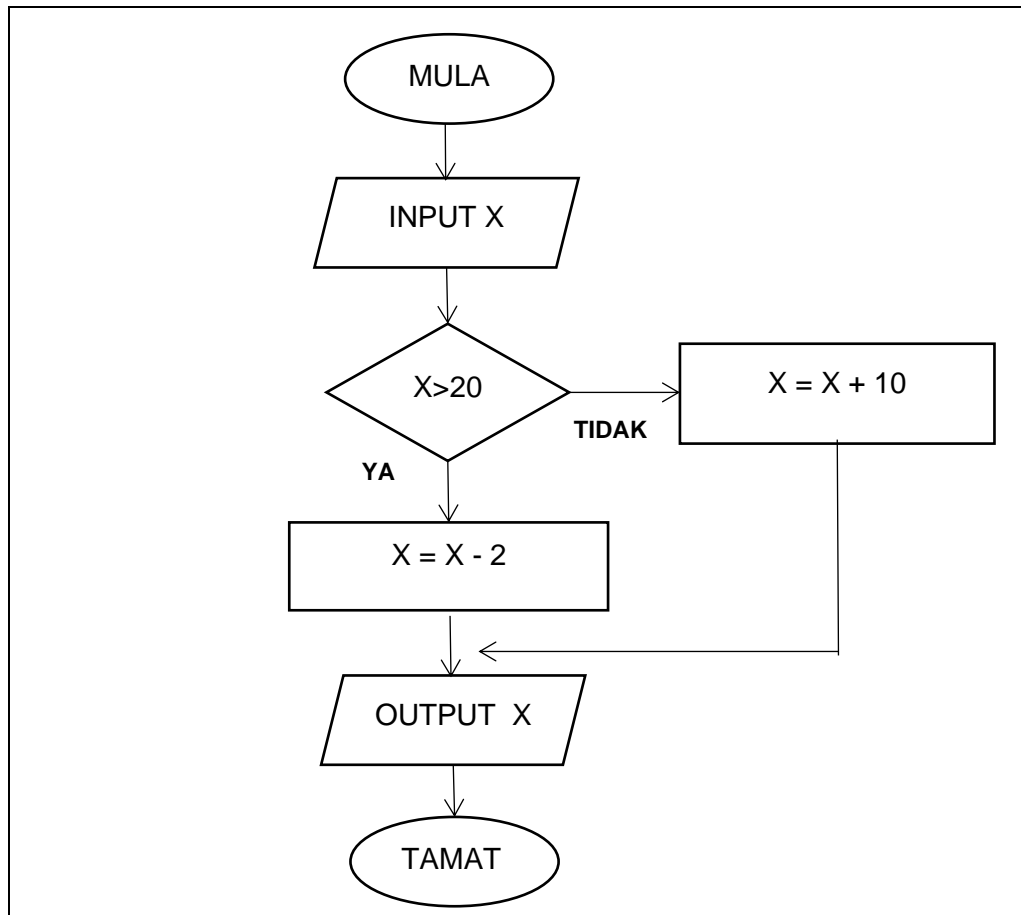 MULA
INPUT X
X>20
X = X + 10
TIDAK
YA
X = X - 2
OUTPUT X
TAMAT